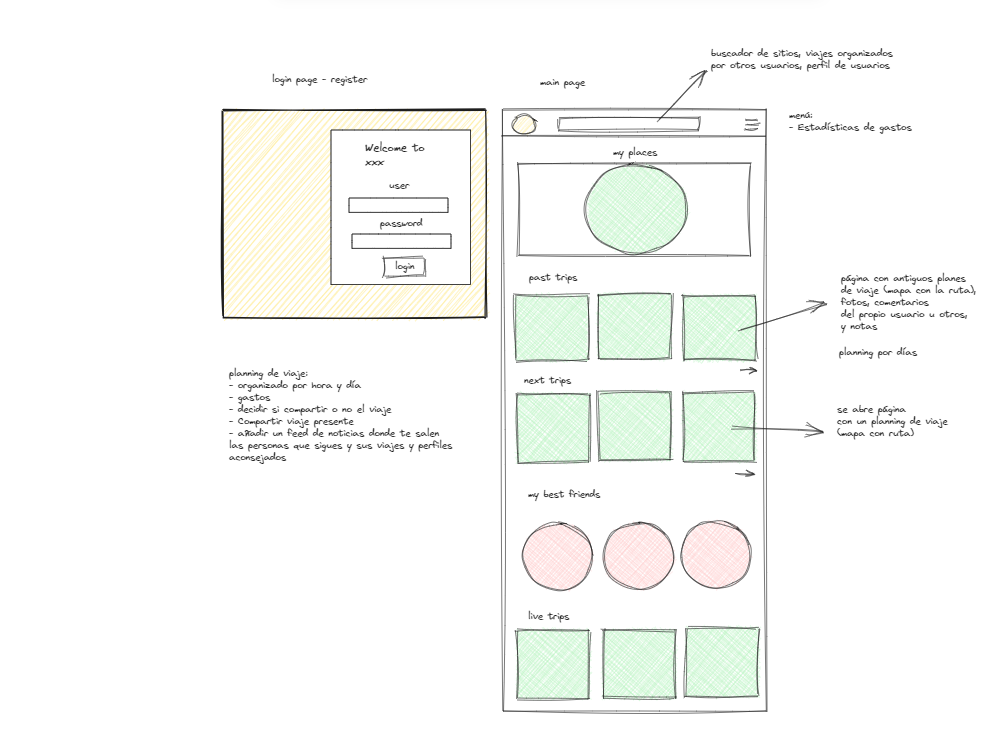 login page - register
Welcome to
xxx
user
password
login
planning de viaje:
- organizado por hora y día
- gastos
- decidir si compartir o no el viaje
- Compartir viaje presente
- añadir un feed de noticias donde te salen
las personas que sigues y sus viajes y perfiles
aconsejados
main page
buscador de sitios, viajes organizados
por otros usuarios, perfil de usuarios
menú:
- Estadísticas de gastos
my places
past trips
página con antiguos planes
de viaje (mapa con la ruta),
fotos, comentarios
del propio usuario u otros,
y notas
planning por días
next trips
se abre página
con un planning de viaje
(mapa con ruta)
my best friends
live trips